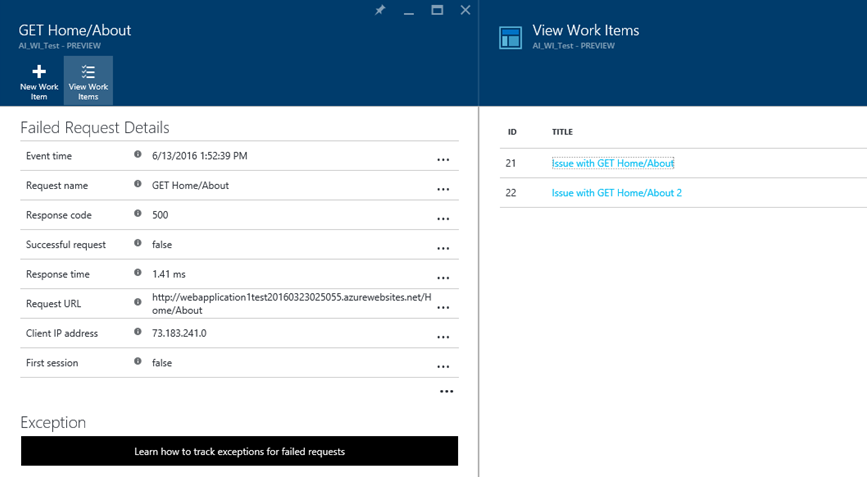 GET Home/About
AI_WI_Test - PREVIEW
New Work
Item
View Work
Items
Failed Request Details
Event time 6/13/2016 1:52:39 PM ...
Request name GET Home/About ...
Response code 500 ...
Successful request false ...
Response time 1.41 ms ...
Request URL http://webapplication1test20160323025055.azurewebsites.net/H
ome/About ...
Client IP address 73.183.241.0 ...
First session false ...
...
Exception
Learn how to track exceptions for failed requests
View Work Items
AI_WI_Test - PREVIEW
ID TITLE
21 Issue with GET Home/About
22 Issue with GET Home/About 2